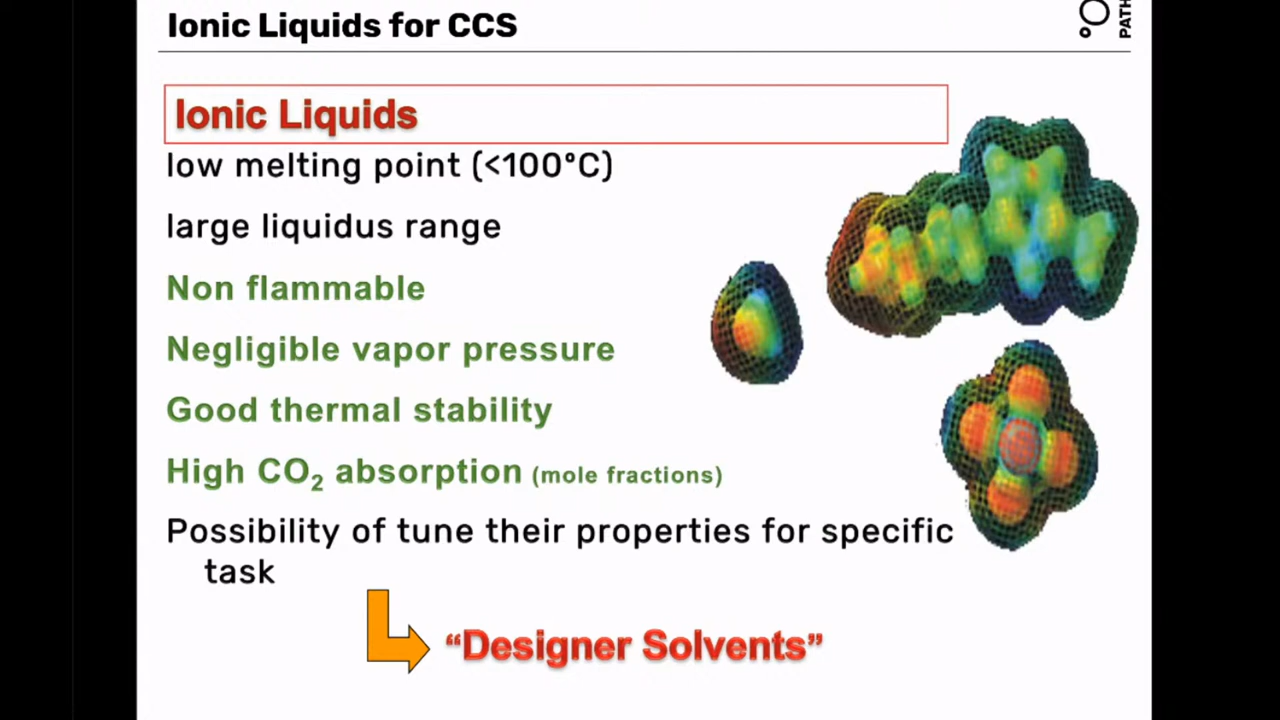 Ionic Liquids for CCS
PATH
Ionic Liquids
low melting point (<100°C)
large liquidus range
Non flammable
Negligible vapor pressure
Good thermal stability
High CO₂ absorption (mole fractions)
Possibility of tune their properties for specific
task
“Designer Solvents”